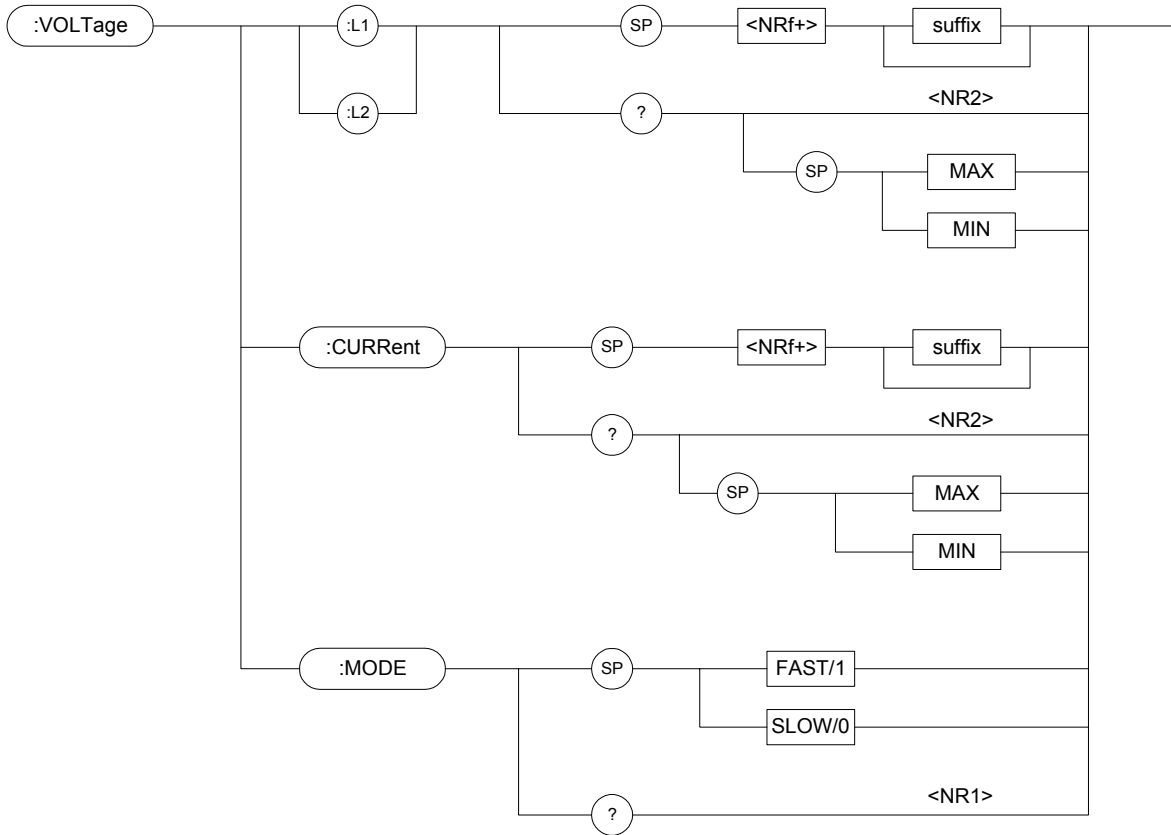 :VOLTage
:L1
SP
<NRf+>
suffix
:L2
?
<NR2>
SP
MAX
MIN
:CURRent
SP
<NRf+>
suffix
?
<NR2>
SP
MAX
MIN
:MODE
SP
FAST/1
SLOW/0
?
<NR1>